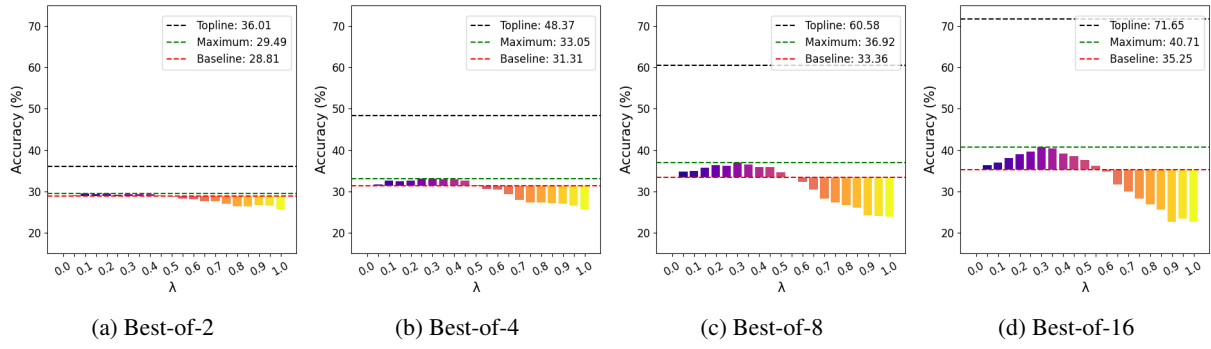 Accuracy (%)
70
60
50
40
30
20
Topline: 36.01
Maximum: 29.49
Baseline: 28.81
0.0 0.1 0.2 0.3 0.4 0.5 0.6 0.7 0.8 0.9 1.0
λ
(a) Best-of-2
Accuracy (%)
70
60
50
40
30
20
Topline: 48.37
Maximum: 33.05
Baseline: 31.31
0.0 0.1 0.2 0.3 0.4 0.5 0.6 0.7 0.8 0.9 1.0
λ
(b) Best-of-4
Accuracy (%)
70
60
50
40
30
20
Topline: 60.58
Maximum: 36.92
Baseline: 33.36
0.0 0.1 0.2 0.3 0.4 0.5 0.6 0.7 0.8 0.9 1.0
λ
(c) Best-of-8
Accuracy (%)
70
60
50
40
30
20
Topline: 71.65
Maximum: 40.71
Baseline: 35.25
0.0 0.1 0.2 0.3 0.4 0.5 0.6 0.7 0.8 0.9 1.0
λ
(d) Best-of-16